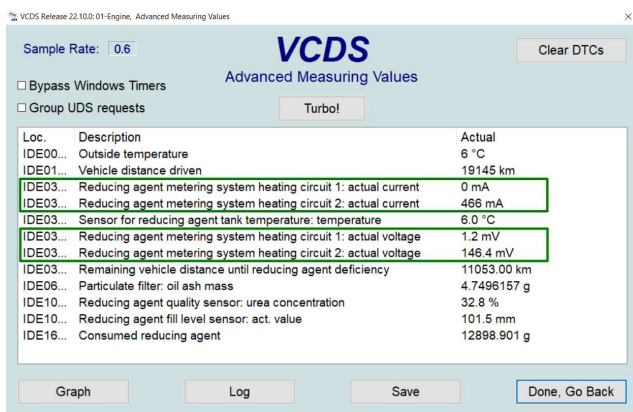 VCDS Release 22.10.0: 01-Engine, Advanced Measuring Values
Sample Rate: 0.6
VCDS
Clear DTCs
Advanced Measuring Values
Bypass Windows Timers
Group UDS requests
Turbo!
Loc. Description Actual
IDE00... Outside temperature 6 °C
IDE01... Vehicle distance driven 19145 km
IDE03... Reducing agent metering system heating circuit 1: actual current 0 mA
IDE03... Reducing agent metering system heating circuit 2: actual current 466 mA
IDE03... Sensor for reducing agent tank temperature: temperature 6.0 °C
IDE03... Reducing agent metering system heating circuit 1: actual voltage 1.2 mV
IDE03... Reducing agent metering system heating circuit 2: actual voltage 146.4 mV
IDE03... Remaining vehicle distance until reducing agent deficiency 11053.00 km
IDE06... Particulate filter: oil ash mass 4.7496157 g
IDE10... Reducing agent quality sensor: urea concentration 32.8 %
IDE10... Reducing agent fill level sensor: act. value 101.5 mm
IDE16... Consumed reducing agent 12898.901 g
Graph Log Save Done, Go Back